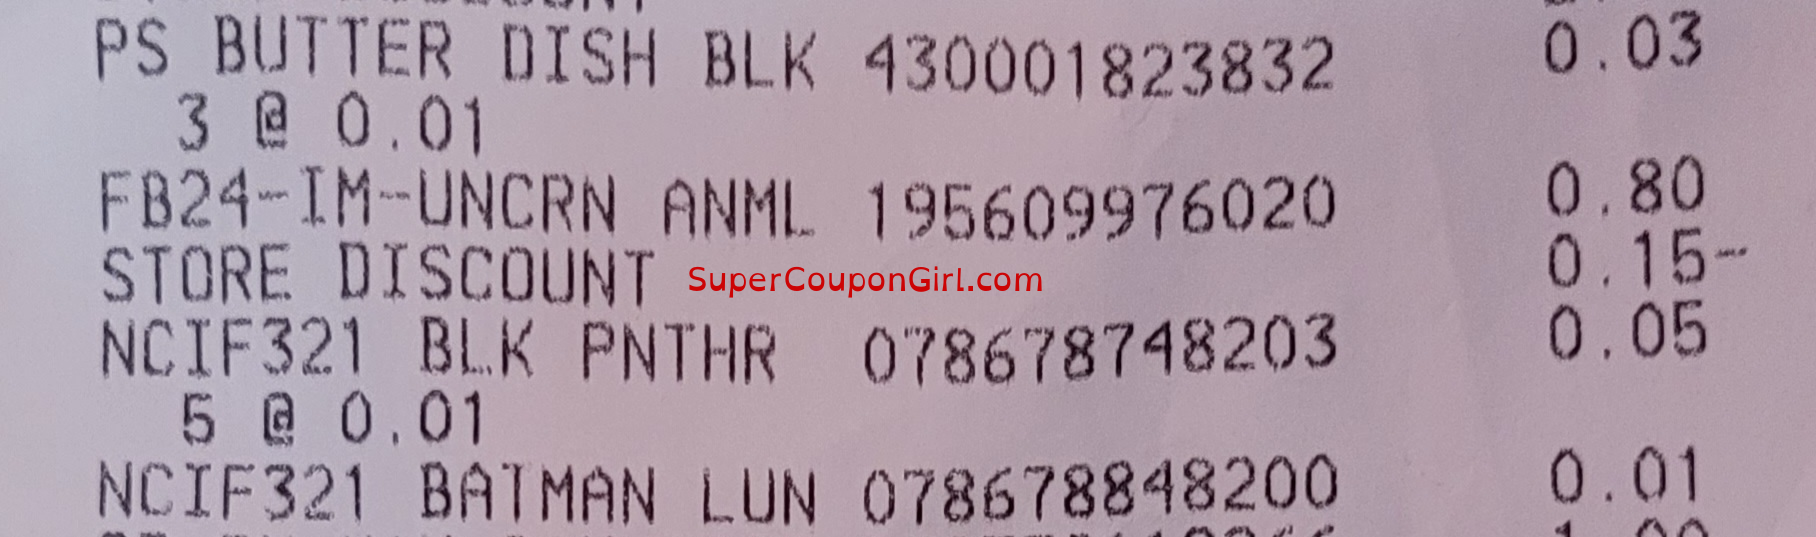 PS BUTTER DISH BLK 430001823832 0.03
3 @ 0.01
FB24-IM-UNCRN ANML 195609976020 0.80
STORE DISCOUNT 0.15-
SuperCouponGirl.com
NCIF321 BLK PNTHR 078678748203 0.05
5 @ 0.01
NCIF321 BATMAN LUN 078678848200 0.01